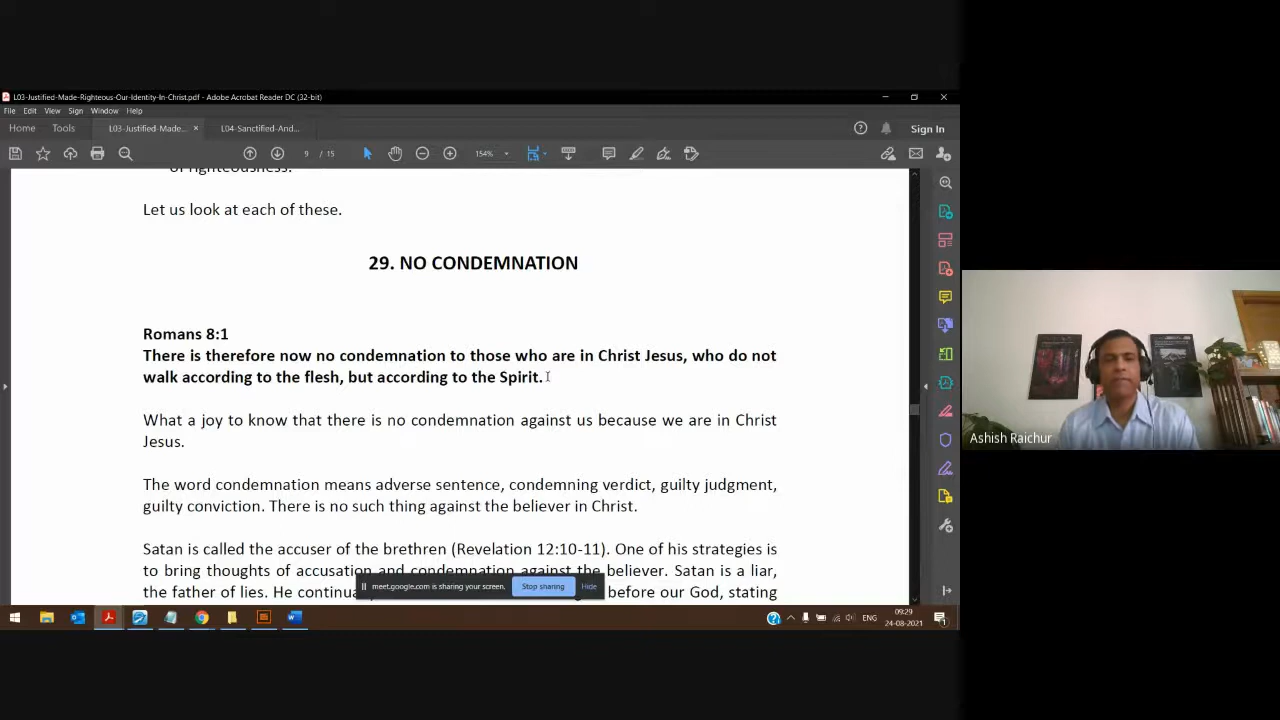 L03-Justified-Made-Righteous-Our-Identity-In-Christ.pdf - Adobe Acrobat Reader DC (32-bit)
File Edit View Sign Window Help
Home Tools L03-Justified-Made... × L04-Sanctified-And... Sign In
9 / 15 154%
of righteousness.
Let us look at each of these.
29. NO CONDEMNATION
Romans 8:1
There is therefore now no condemnation to those who are in Christ Jesus, who do not
walk according to the flesh, but according to the Spirit.
What a joy to know that there is no condemnation against us because we are in Christ
Jesus.
The word condemnation means adverse sentence, condemning verdict, guilty judgment,
guilty conviction. There is no such thing against the believer in Christ.
Satan is called the accuser of the brethren (Revelation 12:10-11). One of his strategies is
to bring thoughts of accusation and condemnation against the believer. Satan is a liar,
the father of lies. He before our God, stating
meet.google.com is sharing your screen. Stop sharing Hide
ENG 09:29
24-08-2021
Ashish Raichur